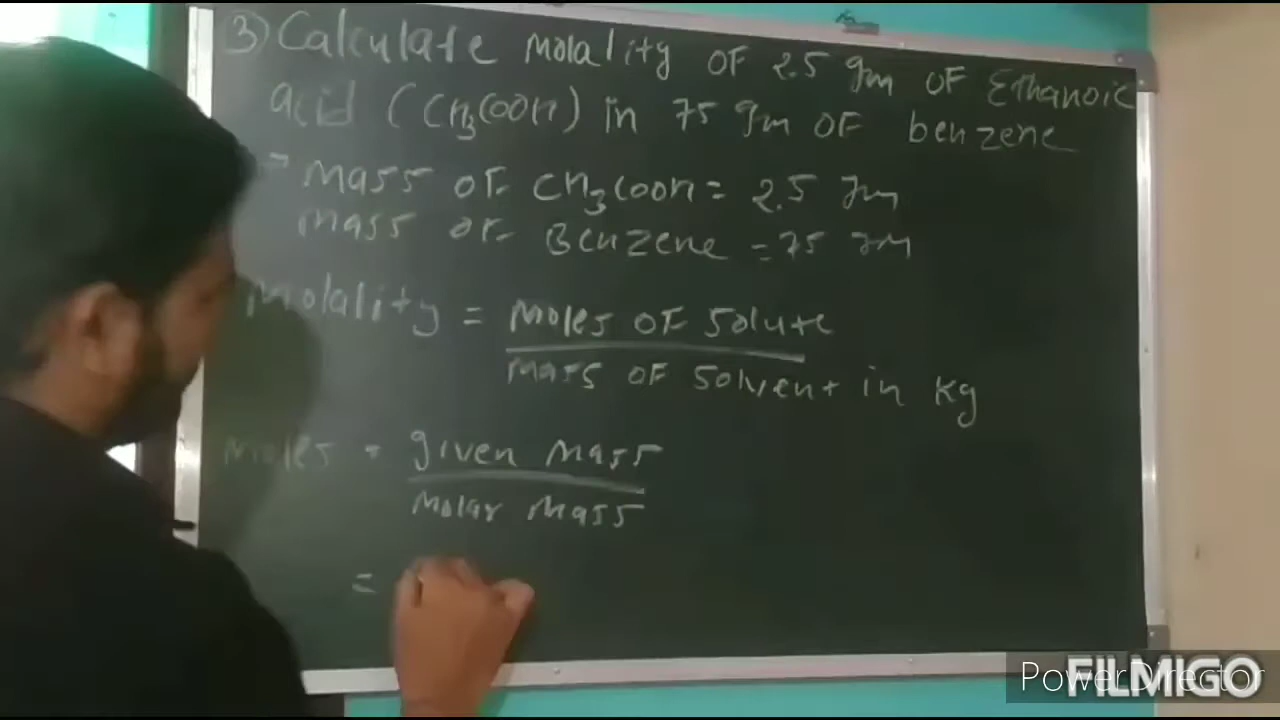 3) Calculate molality of 2.5 gm of Ethanoic
acid (CH3COOH) in 75 gm of benzene
→ Mass of CH3COOH = 2.5 gm
Mass of Benzene = 75 gm
Molality = Moles of Solute
Mass of Solvent in Kg
Moles = given Mass
Molar Mass
=
PowerDirector
FILMIGO